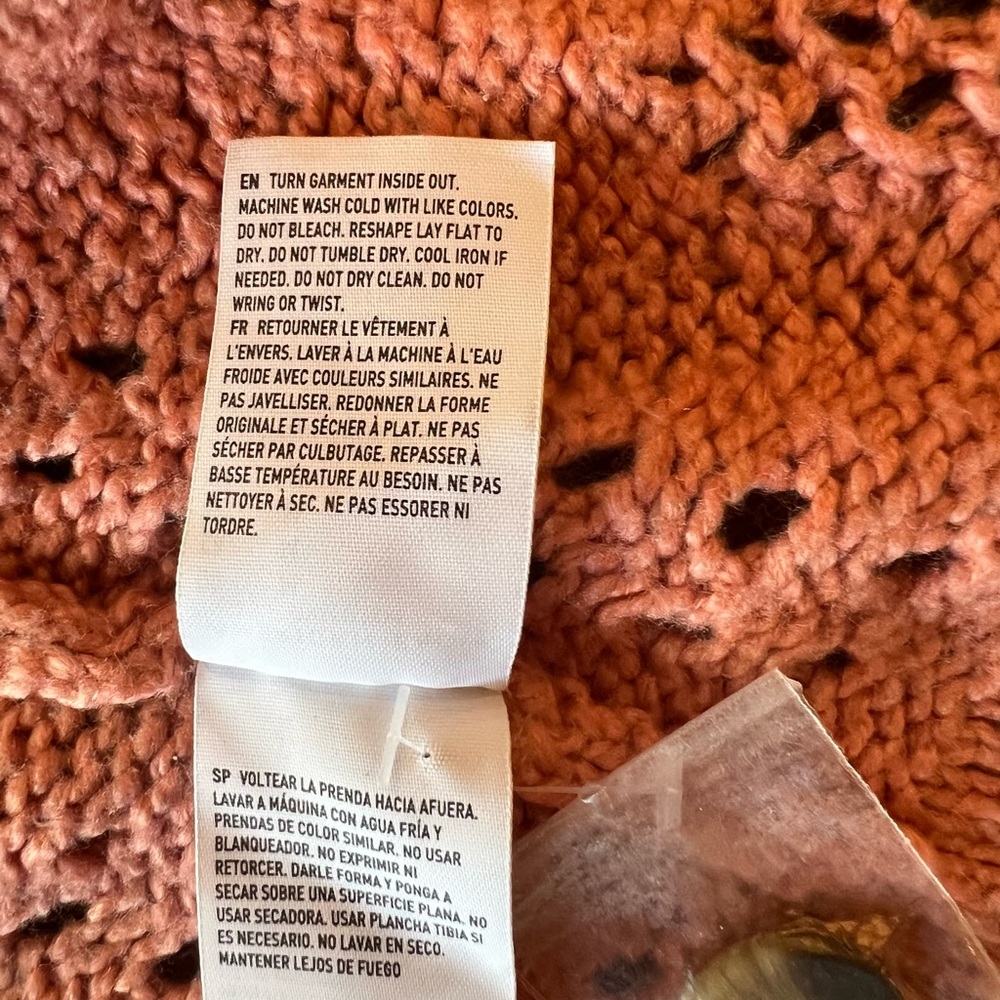 EN TURN GARMENT INSIDE OUT.
MACHINE WASH COLD WITH LIKE COLORS.
DO NOT BLEACH. RESHAPE LAY FLAT TO
DRY. DO NOT TUMBLE DRY. COOL IRON IF
NEEDED. DO NOT DRY CLEAN. DO NOT
WRING OR TWIST.
FR RETOURNER LE VÊTEMENT À
L'ENVERS. LAVER À LA MACHINE À L'EAU
FROIDE AVEC COULEURS SIMILAIRES. NE
PAS JAVELLISER. REDONNER LA FORME
ORIGINALE ET SÉCHER À PLAT. NE PAS
SÉCHER PAR CULBUTAGE. REPASSER À
BASSE TEMPÉRATURE AU BESOIN. NE PAS
NETTOYER À SEC. NE PAS ESSORER NI
TORDRE.
SP VOLTEAR LA PRENDA HACIA AFUERA.
LAVAR A MÁQUINA CON AGUA FRÍA Y
PRENDAS DE COLOR SIMILAR. NO USAR
BLANQUEADOR. NO EXPRIMIR NI
RETORCER. DARLE FORMA Y PONGA A
SECAR SOBRE UNA SUPERFICIE PLANA. NO
USAR SECADORA. USAR PLANCHA TIBIA SI
ES NECESARIO. NO LAVAR EN SECO.
MANTENER LEJOS DE FUEGO